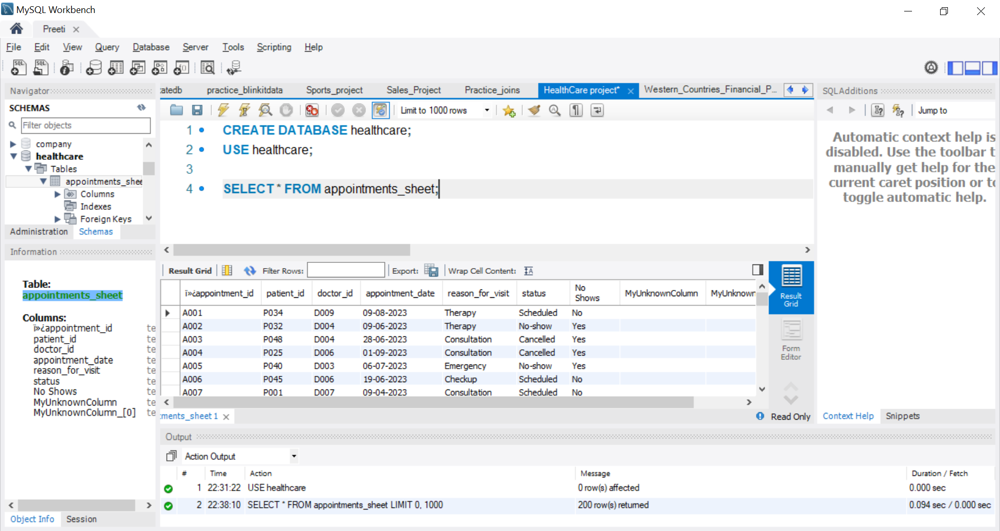 MySQL Workbench
Preeti
File Edit View Query Database Server Tools Scripting Help
Navigator
SCHEMAS
Filter objects
company
healthcare
Tables
appointments_shee
Columns
Indexes
Foreign Keys
Administration Schemas
Information
Table:
appointments_sheet
Columns:
ï»¿appointment_id te
patient_id te
doctor_id te
appointment_date te
reason_for_visit te
status te
No Shows te
MyUnknownColumn te
MyUnknownColumn_[0] te
Object Info Session
atedb practice_blinkitdata Sports_project Sales_Project Practice_joins HealthCare project* Western_Countries_Financial_P...
Limit to 1000 rows
1 CREATE DATABASE healthcare;
2 USE healthcare;
3
4 SELECT * FROM appointments_sheet;
Result Grid Filter Rows: Export: Wrap Cell Content:
ï»¿appointment_id patient_id doctor_id appointment_date reason_for_visit status No Shows MyUnknownColumn MyUnknown
A001 P034 D009 09-08-2023 Therapy Scheduled No
A002 P032 D004 09-06-2023 Therapy No-show Yes
A003 P048 D004 28-06-2023 Consultation Cancelled Yes
A004 P025 D006 01-09-2023 Consultation Cancelled Yes
A005 P040 D003 06-07-2023 Emergency No-show Yes
A006 P045 D006 19-06-2023 Checkup Scheduled No
A007 P001 D007 09-04-2023 Consultation Scheduled No
Result
Grid
Form
Editor
ments_sheet 1
Read Only
SQLAdditions
Jump to
Automatic context help is
disabled. Use the toolbar t
manually get help for the
current caret position or to
toggle automatic help.
Context Help Snippets
Output
Action Output
# Time Action Message Duration / Fetch
1 22:31:22 USE healthcare 0 row(s) affected 0.000 sec
2 22:38:10 SELECT * FROM appointments_sheet LIMIT 0, 1000 200 row(s) returned 0.094 sec / 0.000 sec